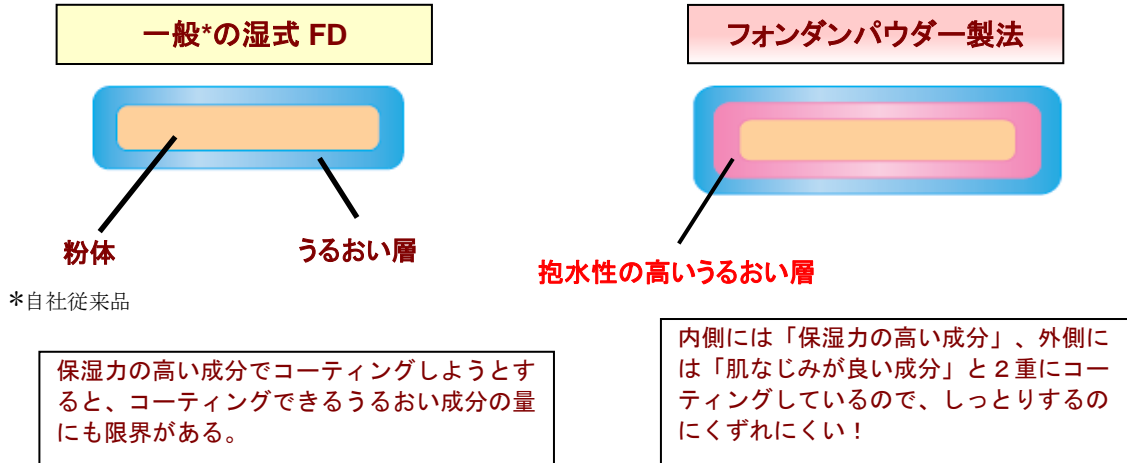 一般*の湿式 FD
フォンダンパウダー製法
粉体
うるおい層
抱水性の高いうるおい層
*自社従来品
保湿力の高い成分でコーティングしようとす
ると、コーティングできるうるおい成分の量
にも限界がある。
内側には「保湿力の高い成分」、外側に
は「肌なじみが良い成分」と2重にコー
ティングしているので、しっとりするの
にくずれにくい！